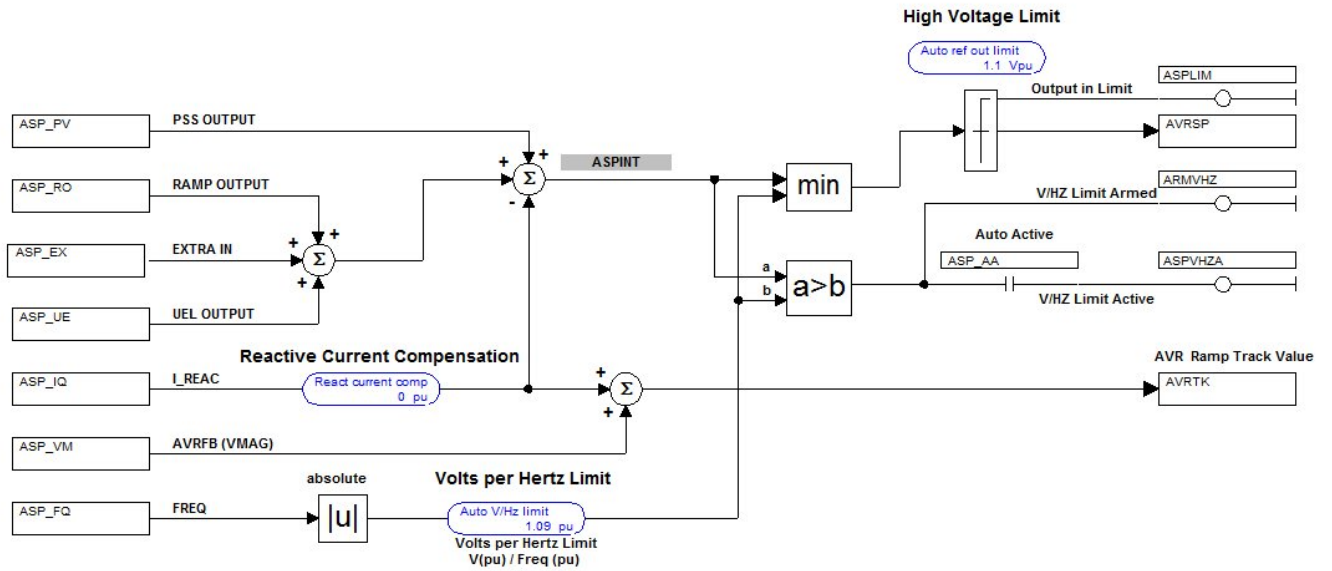 High Voltage Limit
Auto ref out limit
1.1 Vpu
ASPLIM
Output in Limit
ASP_PV
PSS OUTPUT
AVRSP
+
+
Σ
-
ASPINT
min
ASP_RO
RAMP OUTPUT
ARMVHZ
V/HZ Limit Armed
ASP_EX
EXTRA IN
+
+
Σ
+
Auto Active
ASP_AA
ASPVHZA
a
b
a>b
V/HZ Limit Active
ASP_UE
UEL OUTPUT
Reactive Current Compensation
AVR Ramp Track Value
ASP_IQ
I_REAC
React current comp
0 pu
+
Σ
+
AVRTK
ASP_VM
AVRFB (VMAG)
absolute
Volts per Hertz Limit
ASP_FQ
FREQ
|u|
Auto V/Hz limit
1.09 pu
Volts per Hertz Limit
V(pu) / Freq (pu)